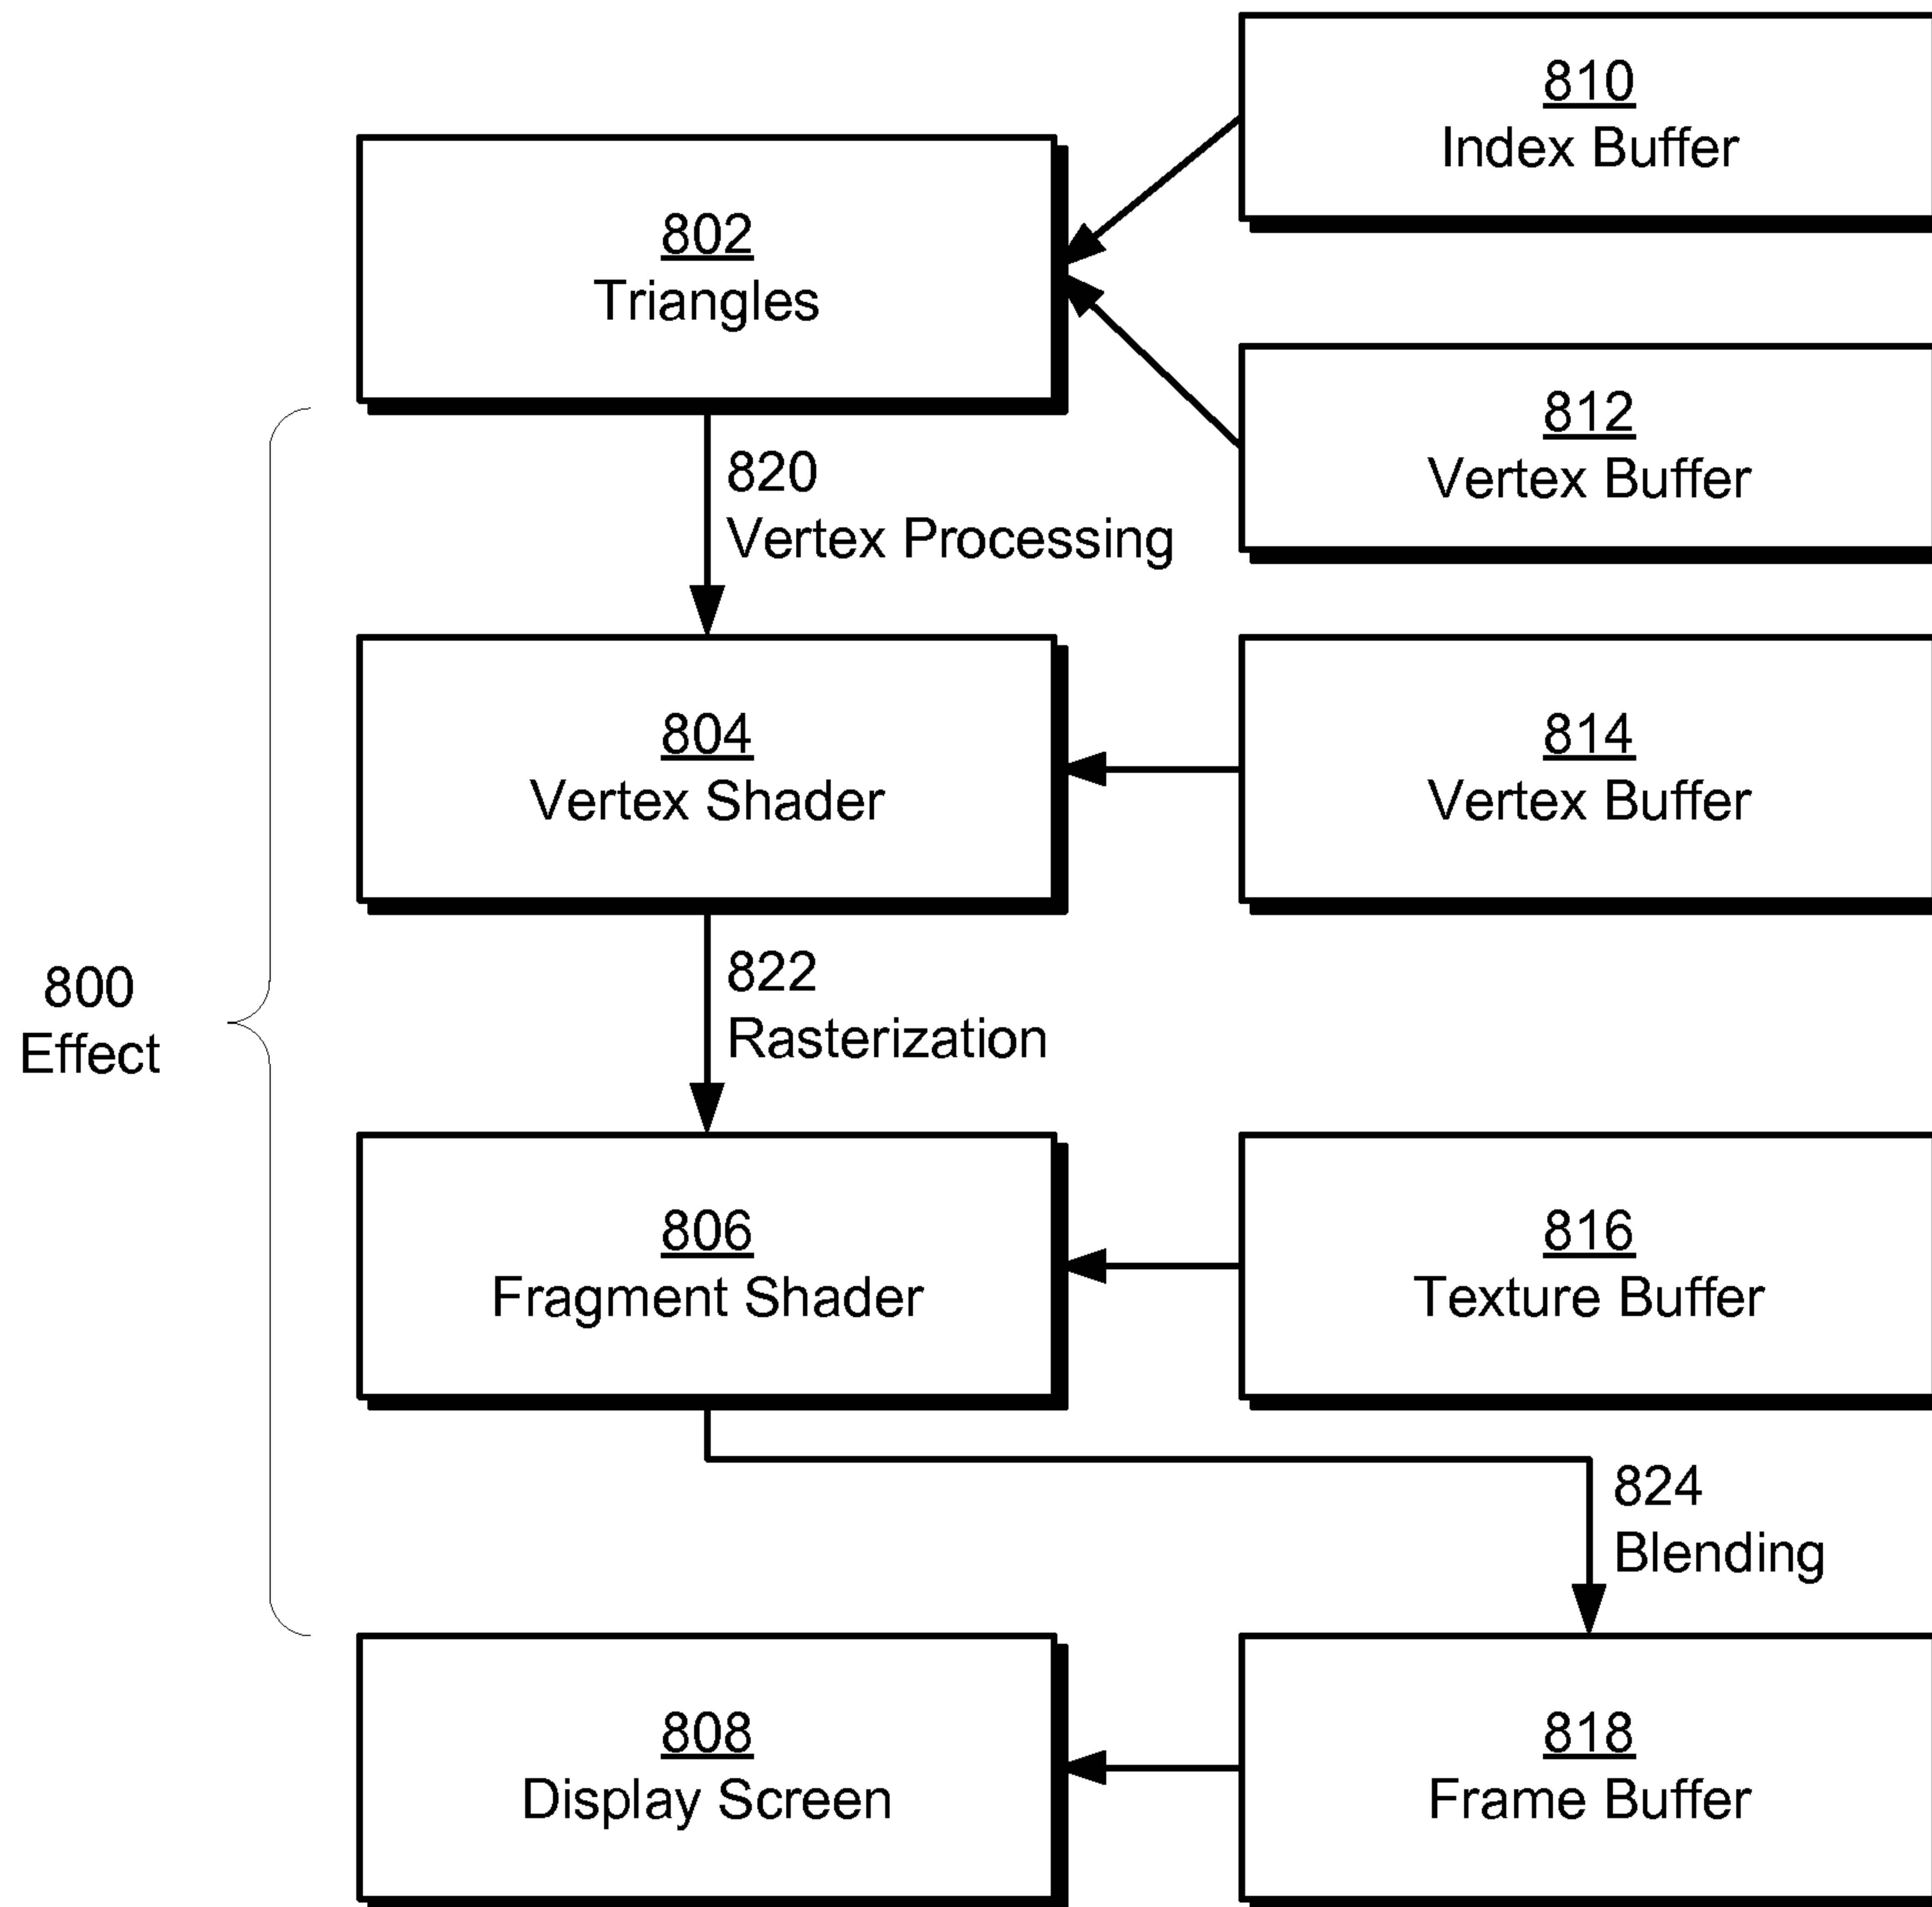 810
Index Buffer
802
Triangles
812
Vertex Buffer
820
Vertex Processing
804
Vertex Shader
814
Vertex Buffer
800
Effect
822
Rasterization
806
Fragment Shader
816
Texture Buffer
824
Blending
808
Display Screen
818
Frame Buffer